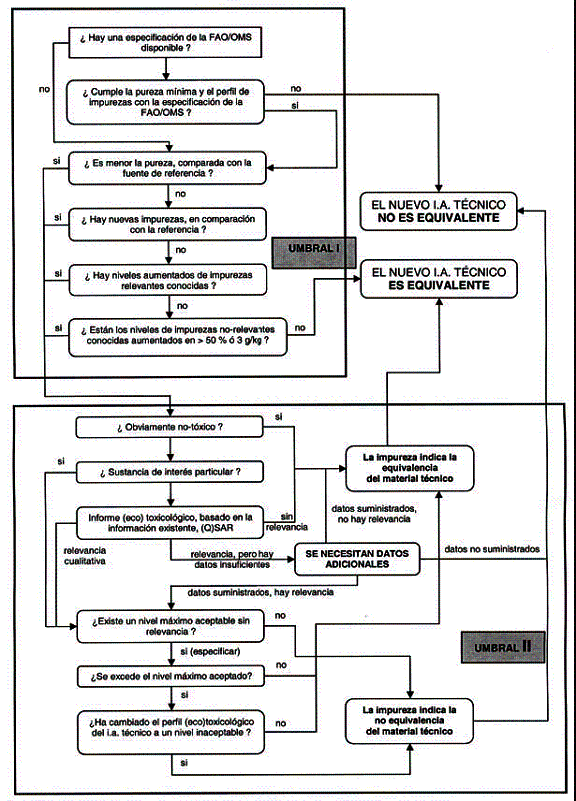 ¿ Hay una especificación de la FAO/OMS
disponible ?
no
¿ Cumple la pureza mínima y el perfil de
impurezas con la especificación de la
FAO/OMS ?
no
si
si
¿ Es menor la pureza, comparada con la
fuente de referencia ?
no
EL NUEVO I.A. TÉCNICO
NO ES EQUIVALENTE
si
¿ Hay nuevas impurezas, en comparación
con la referencia ?
UMBRAL I
no
si
¿ Hay niveles aumentados de impurezas
relevantes conocidas ?
EL NUEVO I.A. TÉCNICO
ES EQUIVALENTE
no
si
¿ Están los niveles de impurezas no-relevantes
conocidas aumentados en > 50 % ó 3 g/kg ?
no
¿ Obviamente no-tóxico ?
si
si
¿ Sustancia de interés particular ?
La impureza indica la
equivalencia
del material técnico
Informe (eco) toxicológico, basado en la
información existente, (Q)SAR
sin
relevancia
datos suministrados,
no hay relevancia
relevancia
cualitativa
relevancia, pero hay
datos insuficientes
SE NECESITAN DATOS
ADICIONALES
datos no suministrados
datos suministrados, hay relevancia
¿Existe un nivel máximo aceptable sin
relevancia ?
no
si (especificar)
UMBRAL II
¿Se excede el nivel máximo aceptado?
no
si
¿Ha cambiado el perfil (eco)toxicológico
del i.a. técnico a un nivel inaceptable ?
no
La impureza indica la
no equivalencia
del material técnico
si